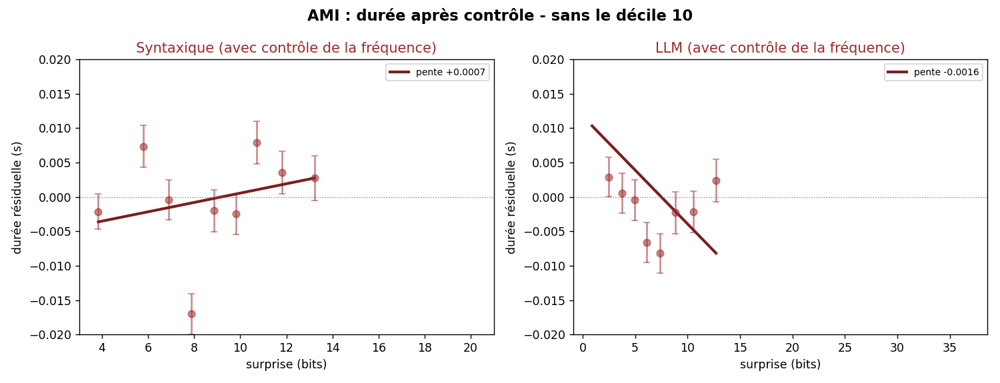 AMI : durée après contrôle - sans le décile 10
Syntaxique (avec contrôle de la fréquence)
pente +0.0007
durée résiduelle (s)
0.020
0.015
0.010
0.005
0.000
−0.005
−0.010
−0.015
−0.020
4 6 8 10 12 14 16 18 20
surprise (bits)
LLM (avec contrôle de la fréquence)
pente -0.0016
durée résiduelle (s)
0.020
0.015
0.010
0.005
0.000
−0.005
−0.010
−0.015
−0.020
0 5 10 15 20 25 30 35
surprise (bits)